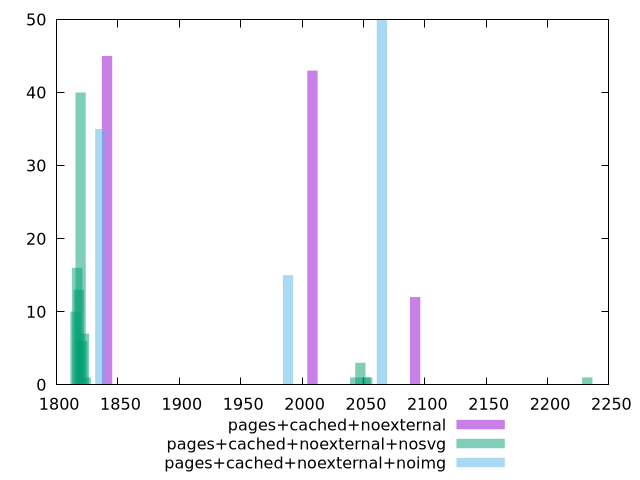 50
40
30
20
10
0
1800 1850 1900 1950 2000 2050 2100 2150 2200 2250
pages+cached+noexternal
pages+cached+noexternal+nosvg
pages+cached+noexternal+noimg